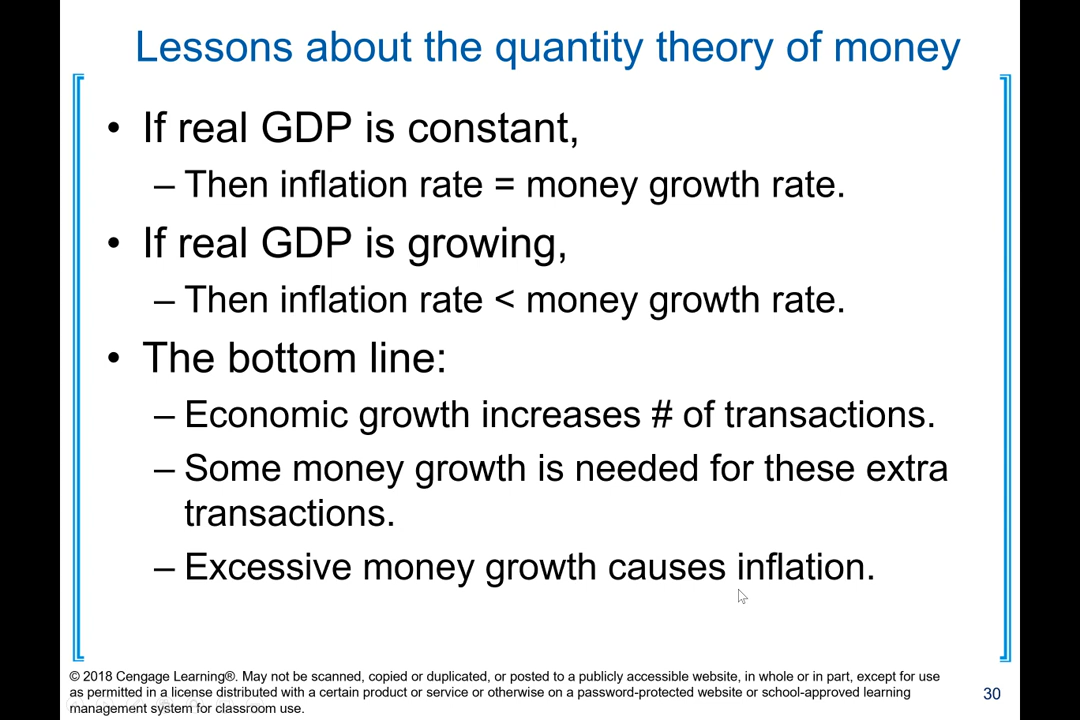 Lessons about the quantity theory of money
• If real GDP is constant,
– Then inflation rate = money growth rate.
• If real GDP is growing,
– Then inflation rate < money growth rate.
• The bottom line:
– Economic growth increases # of transactions.
– Some money growth is needed for these extra
transactions.
– Excessive money growth causes inflation.
© 2018 Cengage Learning®. May not be scanned, copied or duplicated, or posted to a publicly accessible website, in whole or in part, except for use
as permitted in a license distributed with a certain product or service or otherwise on a password-protected website or school-approved learning
management system for classroom use.
30